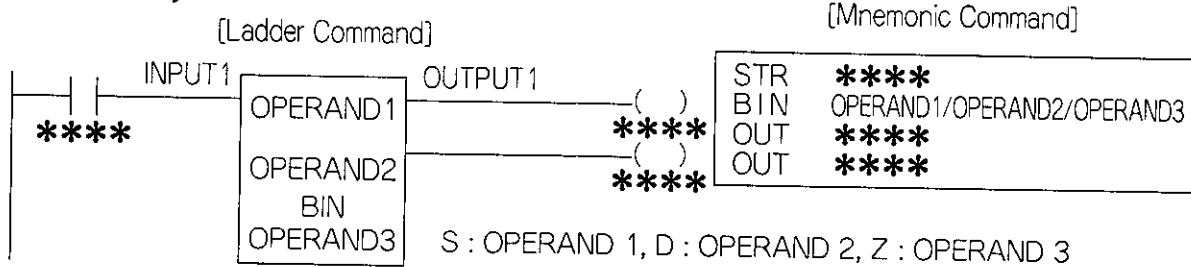 [Ladder Command]
INPUT1
OUTPUT1
****
OPERAND1
OPERAND2
BIN
OPERAND3
( )
****
( )
****
[Mnemonic Command]
STR ****
BIN OPERAND1/OPERAND2/OPERAND3
OUT ****
OUT ****
S : OPERAND 1, D : OPERAND 2, Z : OPERAND 3